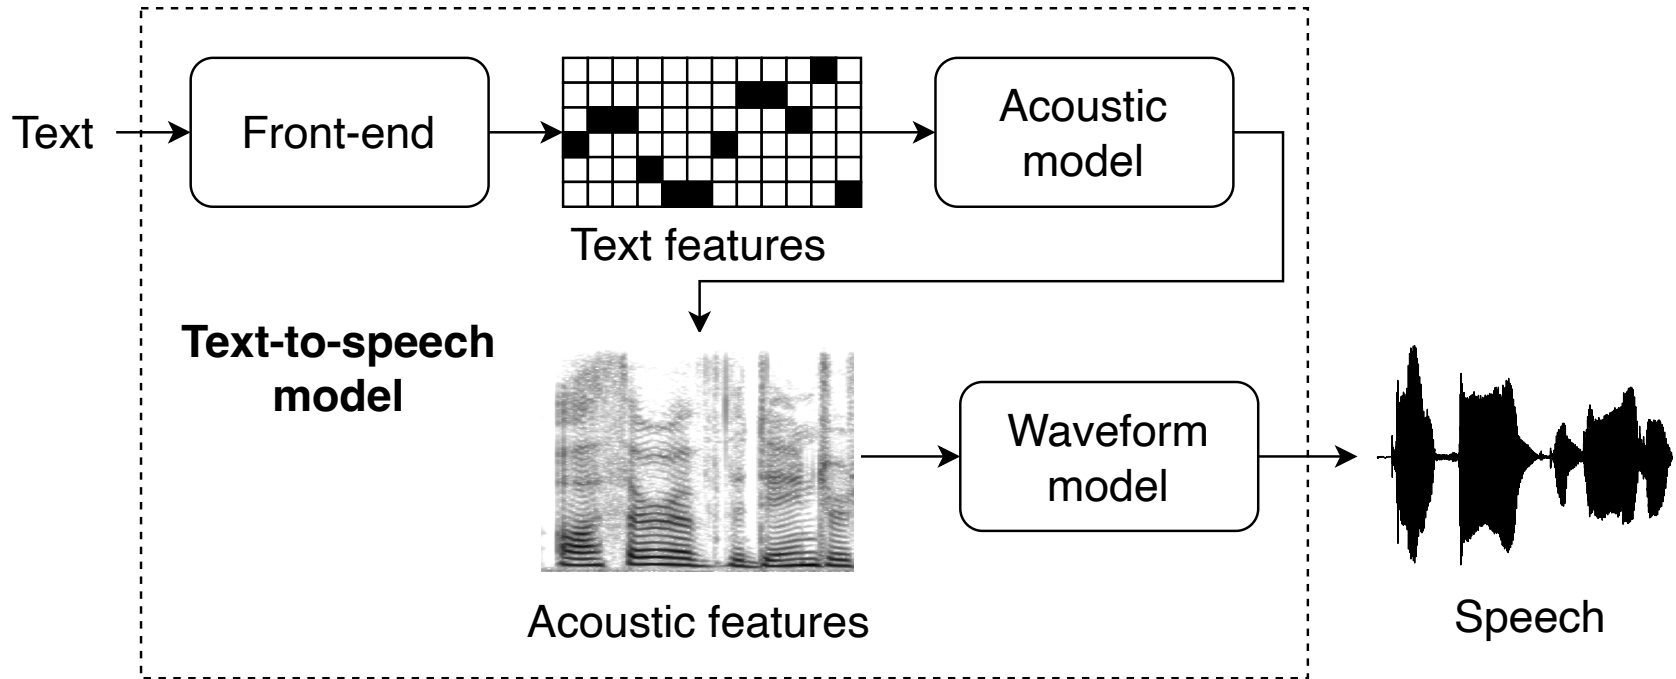 Text
Front-end
Acoustic
model
Text features
Text-to-speech
model
Waveform
model
Acoustic features
Speech